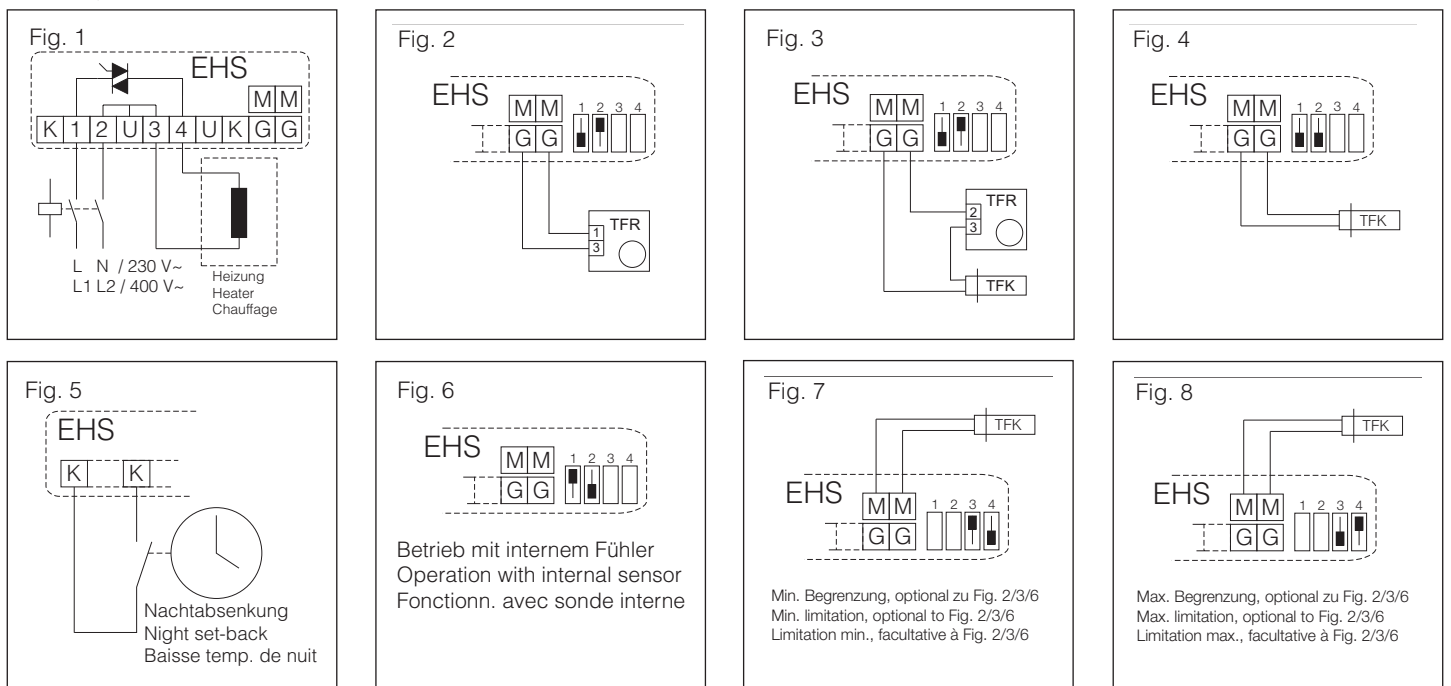 Fig. 1
EHS
M M
K 1 2 U 3 4 U K G G
L N / 230 V~
L1 L2 / 400 V~
Heizung
Heater
Chauffage
Fig. 2
EHS
M M
1 2 3 4
G G
TFR
1
3
Fig. 3
EHS
M M
1 2 3 4
G G
TFR
2
3
TFK
Fig. 4
EHS
M M
1 2 3 4
G G
TFK
Fig. 5
EHS
K K
Nachtabsenkung
Night set-back
Baisse temp. de nuit
Fig. 6
EHS
M M
1 2 3 4
G G
Betrieb mit internem Fühler
Operation with internal sensor
Fonctionn. avec sonde interne
Fig. 7
TFK
EHS
M M
1 2 3 4
G G
Min. Begrenzung, optional zu Fig. 2/3/6
Min. limitation, optional to Fig. 2/3/6
Limitation min., facultative à Fig. 2/3/6
Fig. 8
TFK
EHS
M M
1 2 3 4
G G
Max. Begrenzung, optional zu Fig. 2/3/6
Max. limitation, optional to Fig. 2/3/6
Limitation max., facultative à Fig. 2/3/6